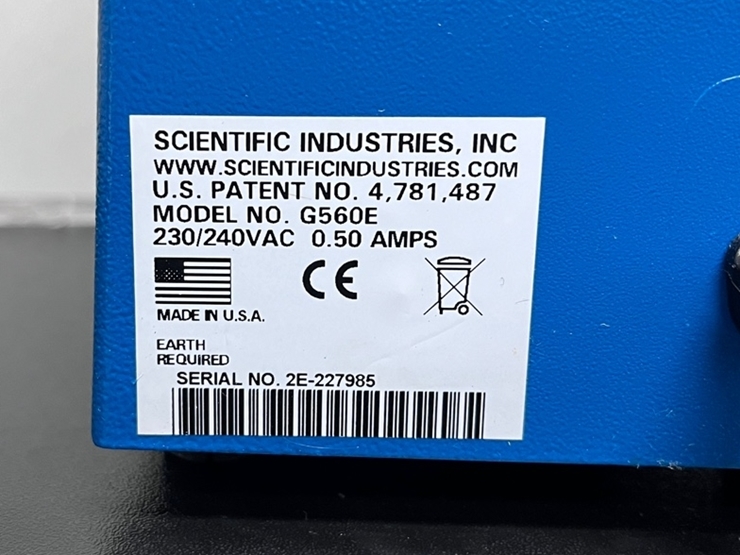 SCIENTIFIC INDUSTRIES, INC
WWW.SCIENTIFICINDUSTRIES.COM
U.S. PATENT NO. 4,781,487
MODEL NO. G560E
230/240VAC 0.50 AMPS
CE
MADE IN U.S.A.
EARTH
REQUIRED
SERIAL NO. 2E-227985